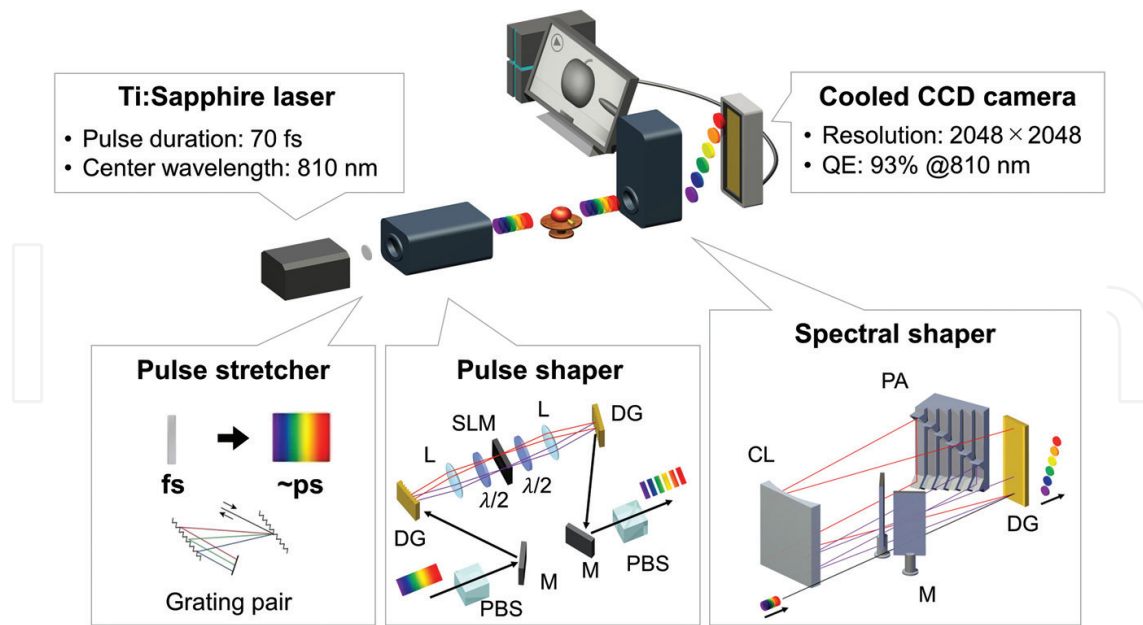 Ti:Sapphire laser
• Pulse duration: 70 fs
• Center wavelength: 810 nm
Cooled CCD camera
• Resolution: 2048 × 2048
• QE: 93% @810 nm
Pulse stretcher
fs
~ps
Grating pair
Pulse shaper
DG
L
SLM
L
λ/2
λ/2
DG
M
M
PBS
PBS
Spectral shaper
PA
CL
DG
M